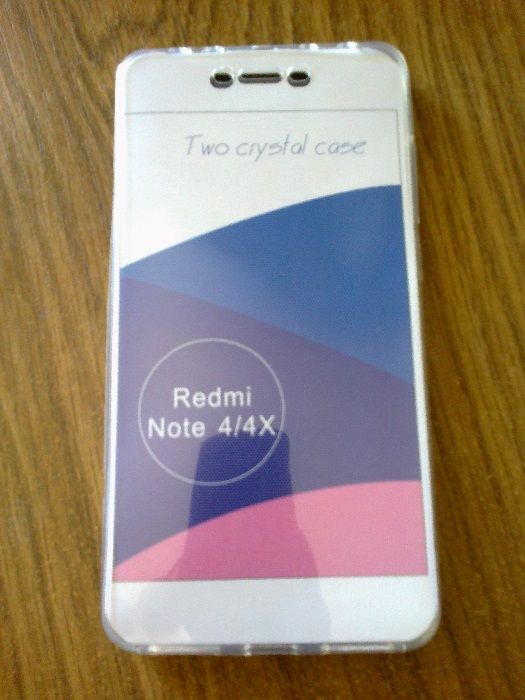 Two crystal case
Redmi
Note 4/4X